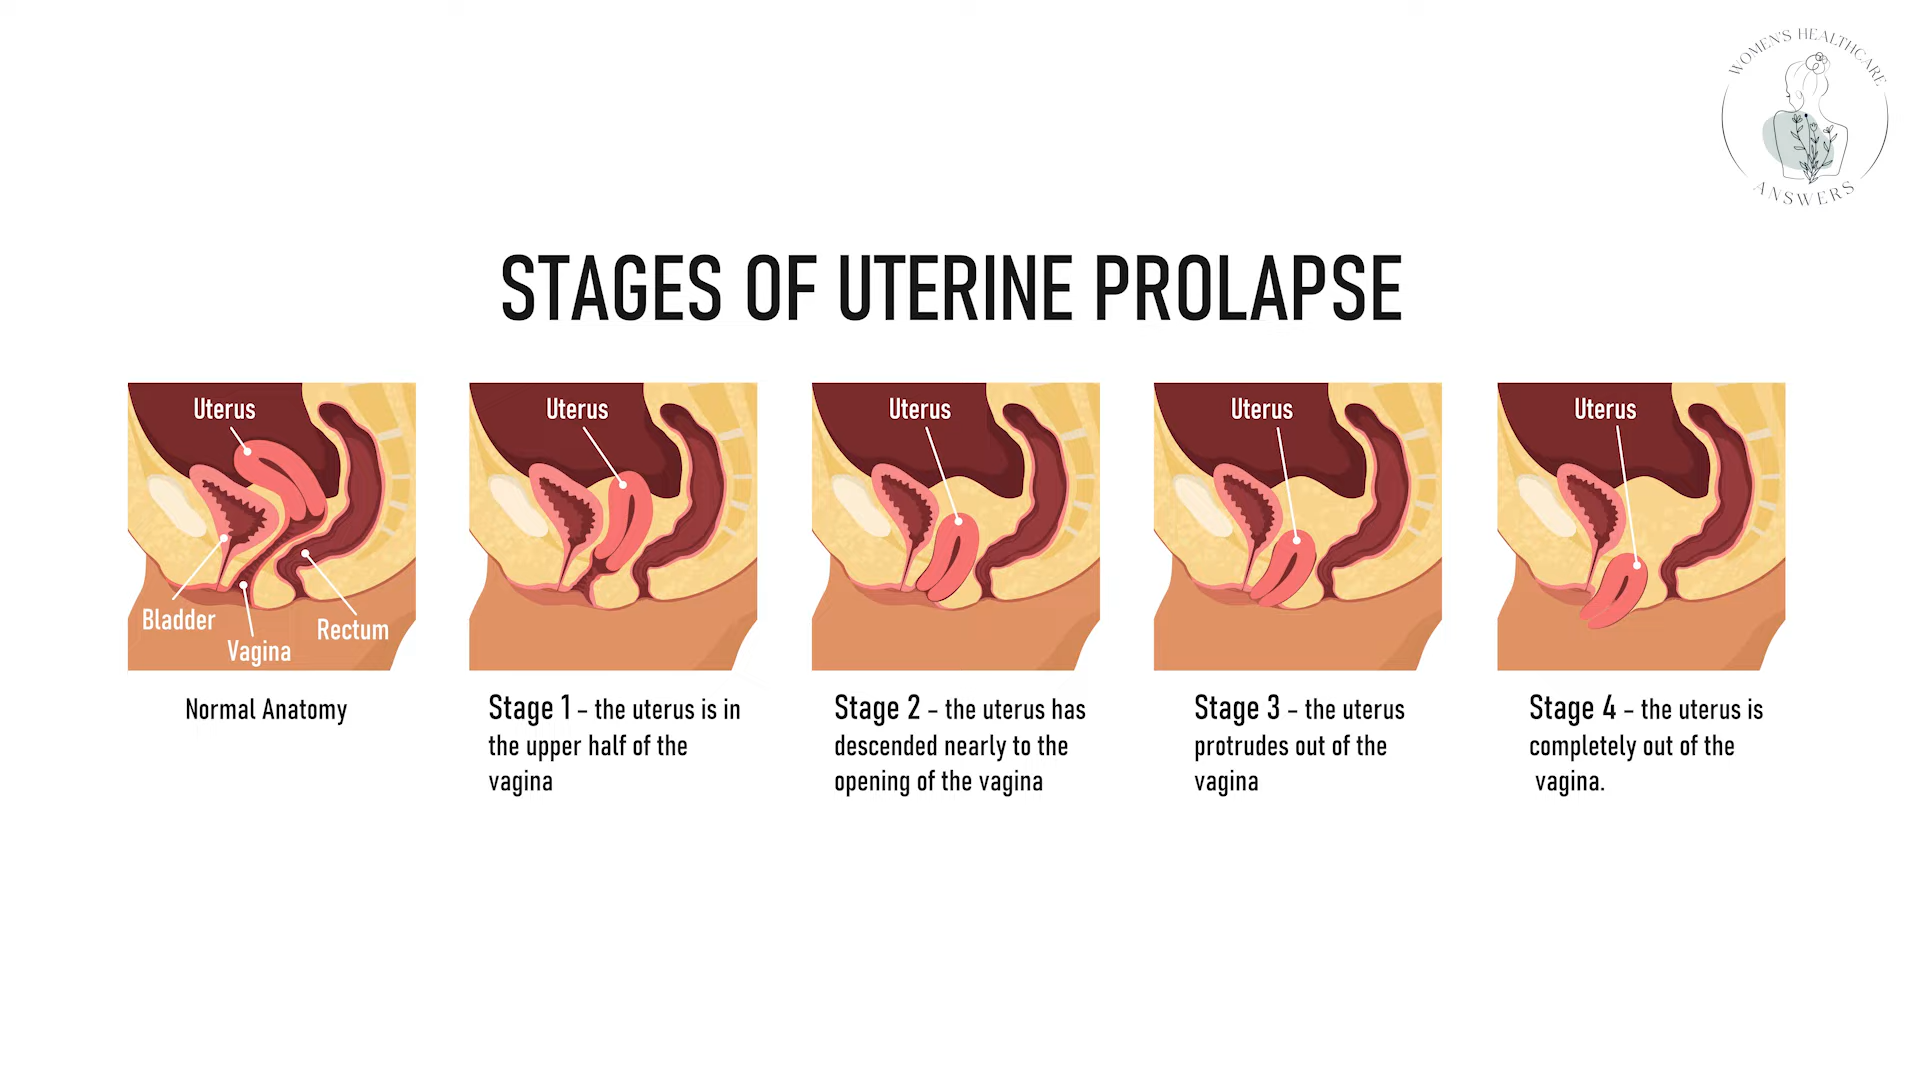 WOMEN'S HEALTHCARE
ANSWERS
STAGES OF UTERINE PROLAPSE
Uterus
Bladder
Vagina
Rectum
Normal Anatomy
Uterus
Stage 1 – the uterus is in
the upper half of the
vagina
Uterus
Stage 2 – the uterus has
descended nearly to the
opening of the vagina
Uterus
Stage 3 – the uterus
protrudes out of the
vagina
Uterus
Stage 4 – the uterus is
completely out of the
vagina.